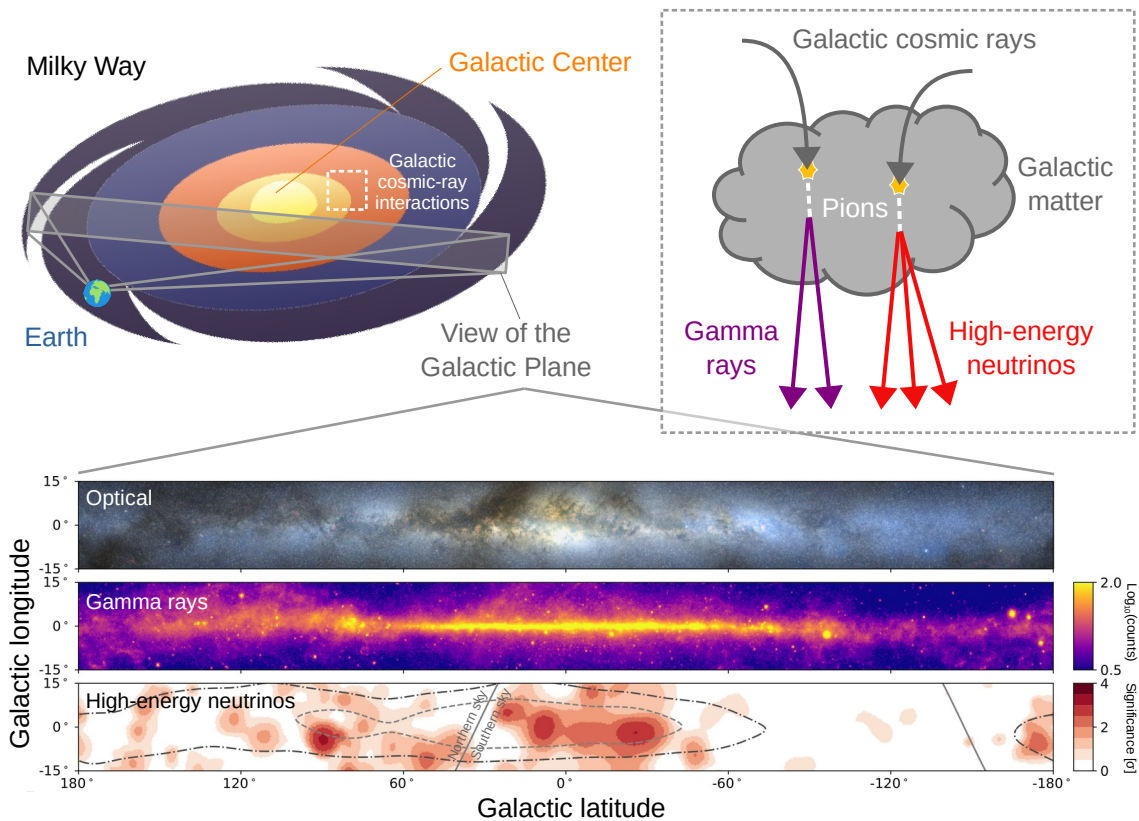 Milky Way
Galactic Center
Galactic
cosmic-ray
interactions
Earth
View of the
Galactic Plane
Galactic cosmic rays
Galactic
matter
Pions
Gamma
rays
High-energy
neutrinos
Galactic longitude
15°
0°
-15°
Optical
15°
0°
-15°
Gamma rays
2.0
0.5
Log₁₀(counts)
15°
0°
-15°
High-energy neutrinos
Northern sky
Southern sky
4
2
0
Significance [σ]
180
120
60
0°
-60
-120
-180
Galactic latitude